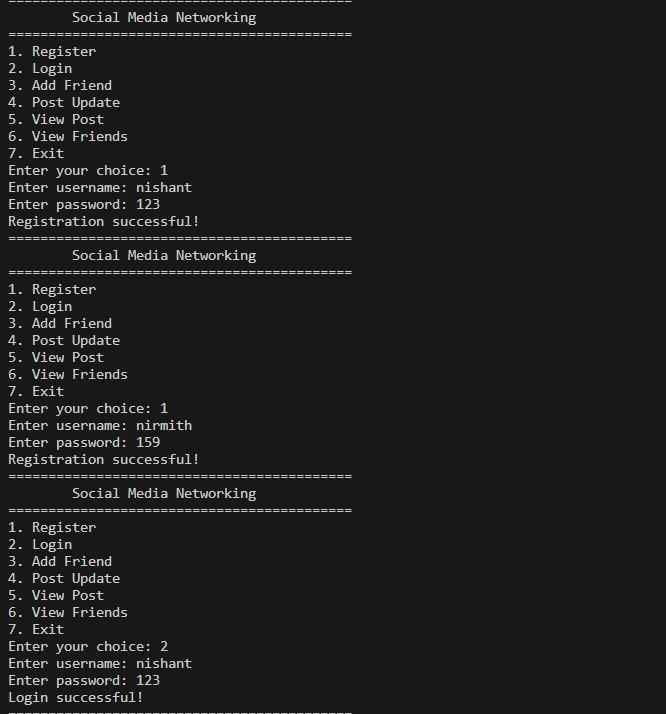 ===========================================
        Social Media Networking
===========================================
1. Register
2. Login
3. Add Friend
4. Post Update
5. View Post
6. View Friends
7. Exit
Enter your choice: 1
Enter username: nishant
Enter password: 123
Registration successful!
===========================================
        Social Media Networking
===========================================
1. Register
2. Login
3. Add Friend
4. Post Update
5. View Post
6. View Friends
7. Exit
Enter your choice: 1
Enter username: nirmith
Enter password: 159
Registration successful!
===========================================
        Social Media Networking
===========================================
1. Register
2. Login
3. Add Friend
4. Post Update
5. View Post
6. View Friends
7. Exit
Enter your choice: 2
Enter username: nishant
Enter password: 123
Login successful!
===========================================